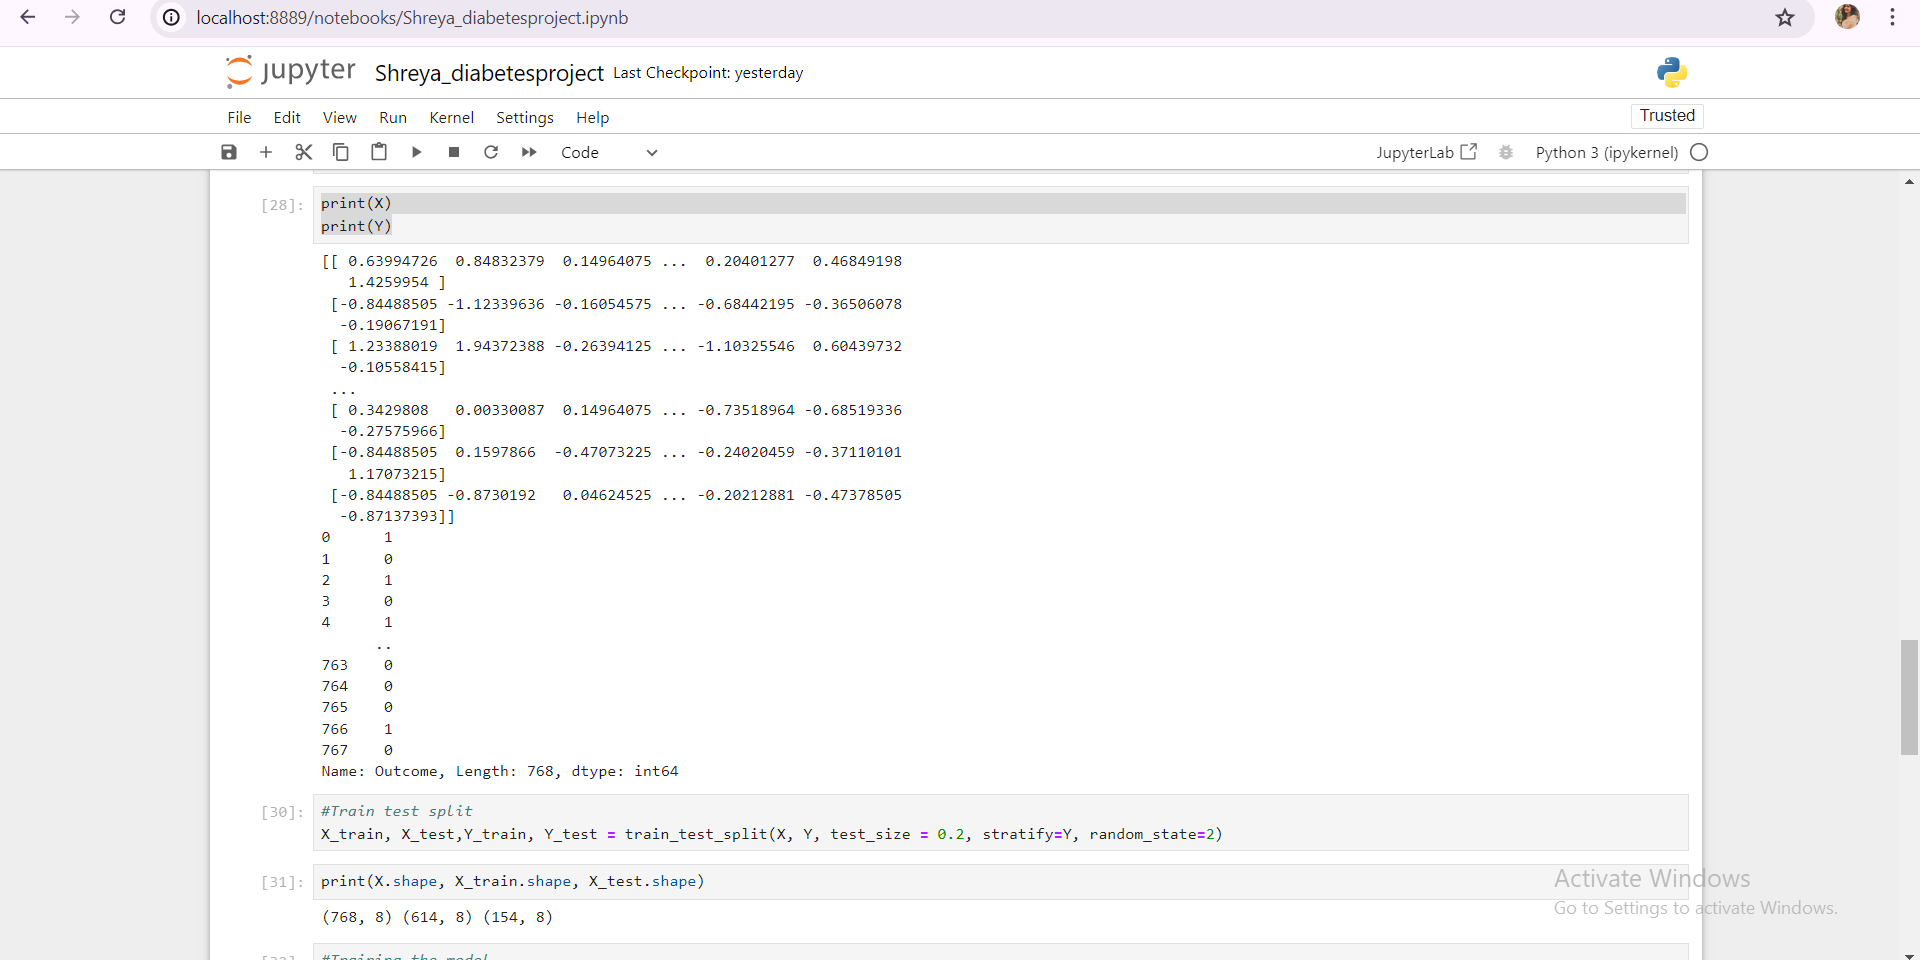 localhost:8889/notebooks/Shreya_diabetesproject.ipynb
jupyter Shreya_diabetesproject Last Checkpoint: yesterday
File Edit View Run Kernel Settings Help Trusted
Code JupyterLab Python 3 (ipykernel)
[28]: print(X)
print(Y)
[[ 0.63994726  0.84832379  0.14964075 ...  0.20401277  0.46849198
   1.4259954 ]
 [-0.84488505 -1.12339636 -0.16054575 ... -0.68442195 -0.36506078
  -0.19067191]
 [ 1.23388019  1.94372388 -0.26394125 ... -1.10325546  0.60439732
  -0.10558415]
 ...
 [ 0.3429808   0.00330087  0.14964075 ... -0.73518964 -0.68519336
  -0.27575966]
 [-0.84488505  0.1597866  -0.47073225 ... -0.24020459 -0.37110101
   1.17073215]
 [-0.84488505 -0.8730192   0.04624525 ... -0.20212881 -0.47378505
  -0.87137393]]
0      1
1      0
2      1
3      0
4      1
      ..
763    0
764    0
765    0
766    1
767    0
Name: Outcome, Length: 768, dtype: int64
[30]: #Train test split
X_train, X_test,Y_train, Y_test = train_test_split(X, Y, test_size = 0.2, stratify=Y, random_state=2)
[31]: print(X.shape, X_train.shape, X_test.shape)
(768, 8) (614, 8) (154, 8)
#Training the model
Activate Windows
Go to Settings to activate Windows.